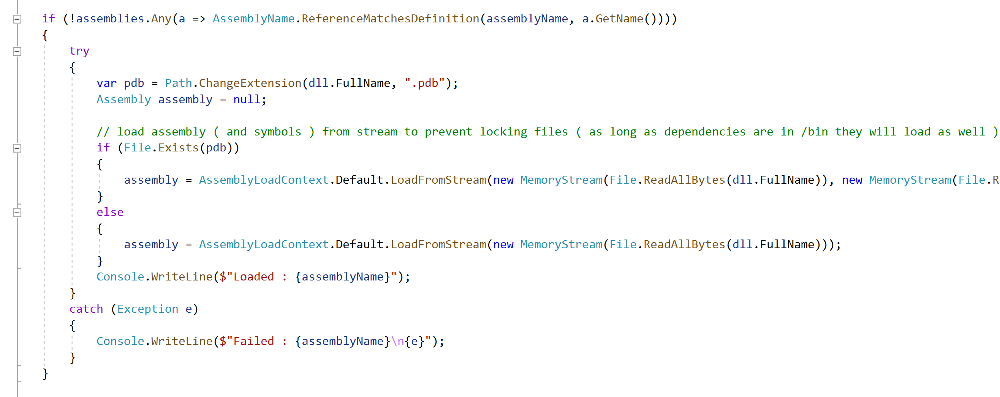 if (!assemblies.Any(a => AssemblyName.ReferenceMatchesDefinition(assemblyName, a.GetName())))
{
try
{
var pdb = Path.ChangeExtension(dll.FullName, ".pdb");
Assembly assembly = null;
// load assembly ( and symbols ) from stream to prevent locking files ( as long as dependencies are in /bin they will load as well )
if (File.Exists(pdb))
{
assembly = AssemblyLoadContext.Default.LoadFromStream(new MemoryStream(File.ReadAllBytes(dll.FullName)), new MemoryStream(File.R
}
else
{
assembly = AssemblyLoadContext.Default.LoadFromStream(new MemoryStream(File.ReadAllBytes(dll.FullName)));
}
Console.WriteLine($"Loaded : {assemblyName}");
}
catch (Exception e)
{
Console.WriteLine($"Failed : {assemblyName}\n{e}");
}
}